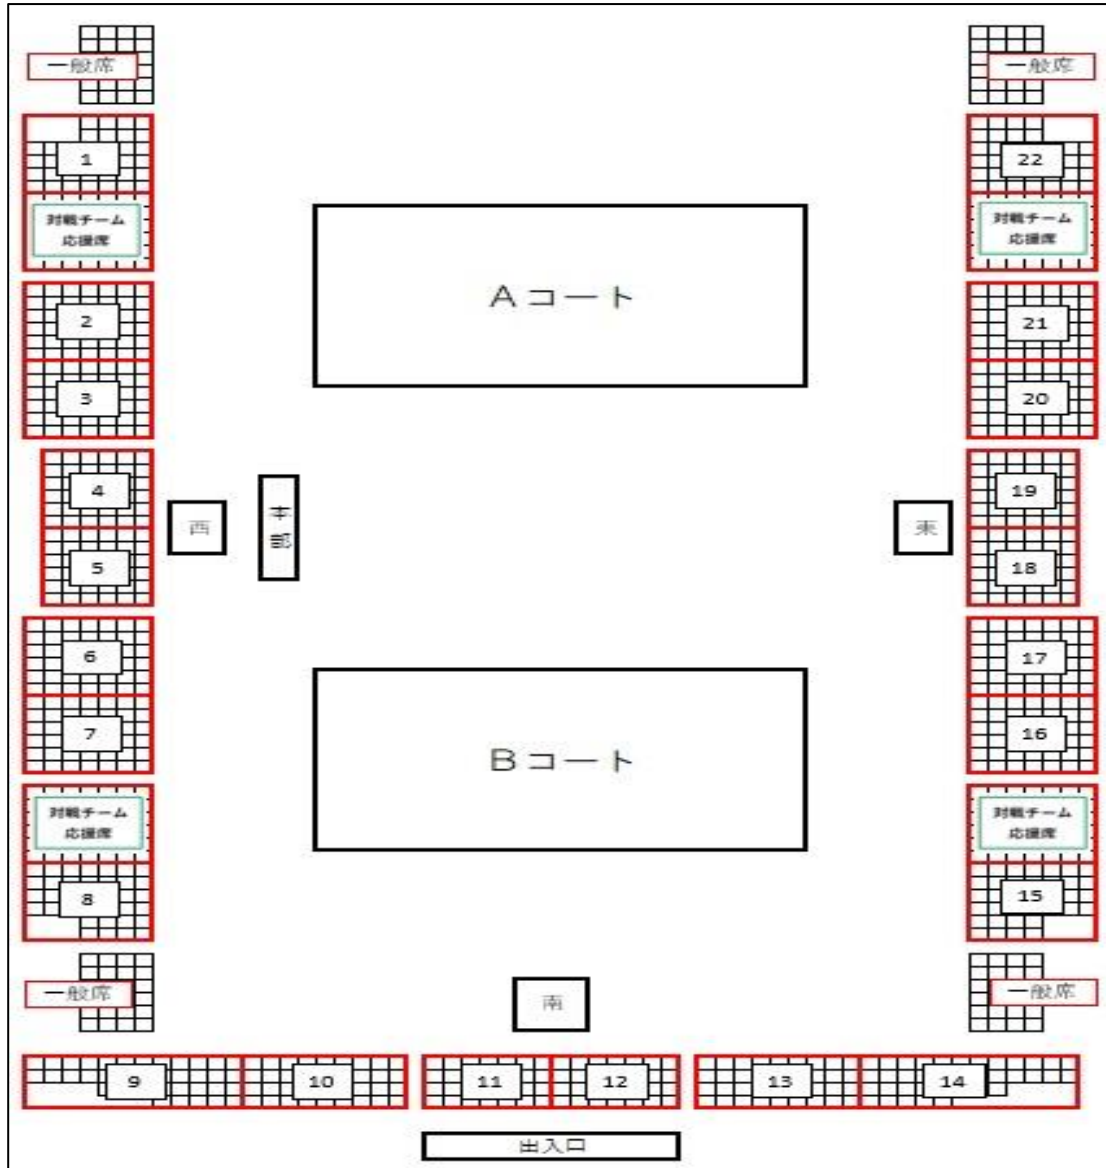 一般席
一般席
1
22
対戦チーム
応援席
対戦チーム
応援席
Aコート
2
21
3
20
4
19
西
本部
東
5
18
6
17
7
16
Bコート
対戦チーム
応援席
対戦チーム
応援席
8
15
一般席
南
一般席
9
10
11
12
13
14
出入口